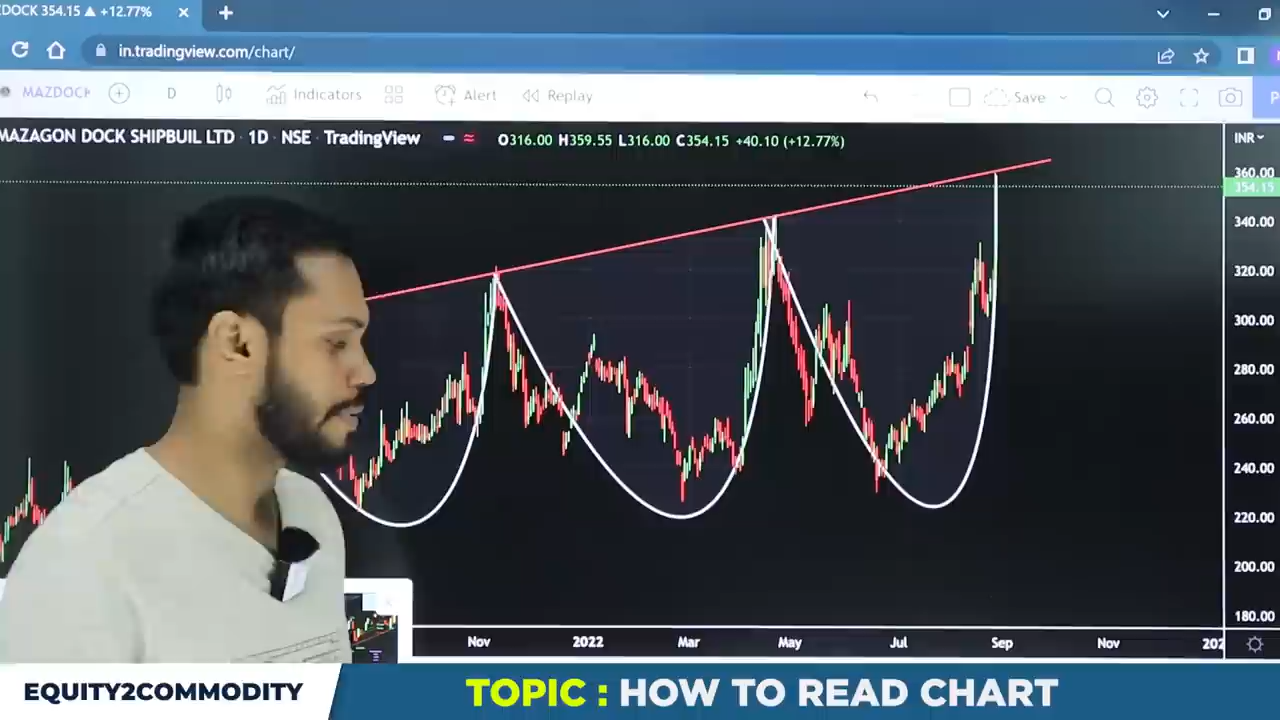 DOCK 354.15 ▲ +12.77%
in.tradingview.com/chart/
MAZDOCK D Indicators Alert Replay Save
MAZAGON DOCK SHIPBUIL LTD · 1D · NSE · TradingView O316.00 H359.55 L316.00 C354.15 +40.10 (+12.77%)
INR
360.00
354.15
340.00
320.00
300.00
280.00
260.00
240.00
220.00
200.00
180.00
Nov 2022 Mar May Jul Sep Nov 202
EQUITY2COMMODITY
TOPIC : HOW TO READ CHART